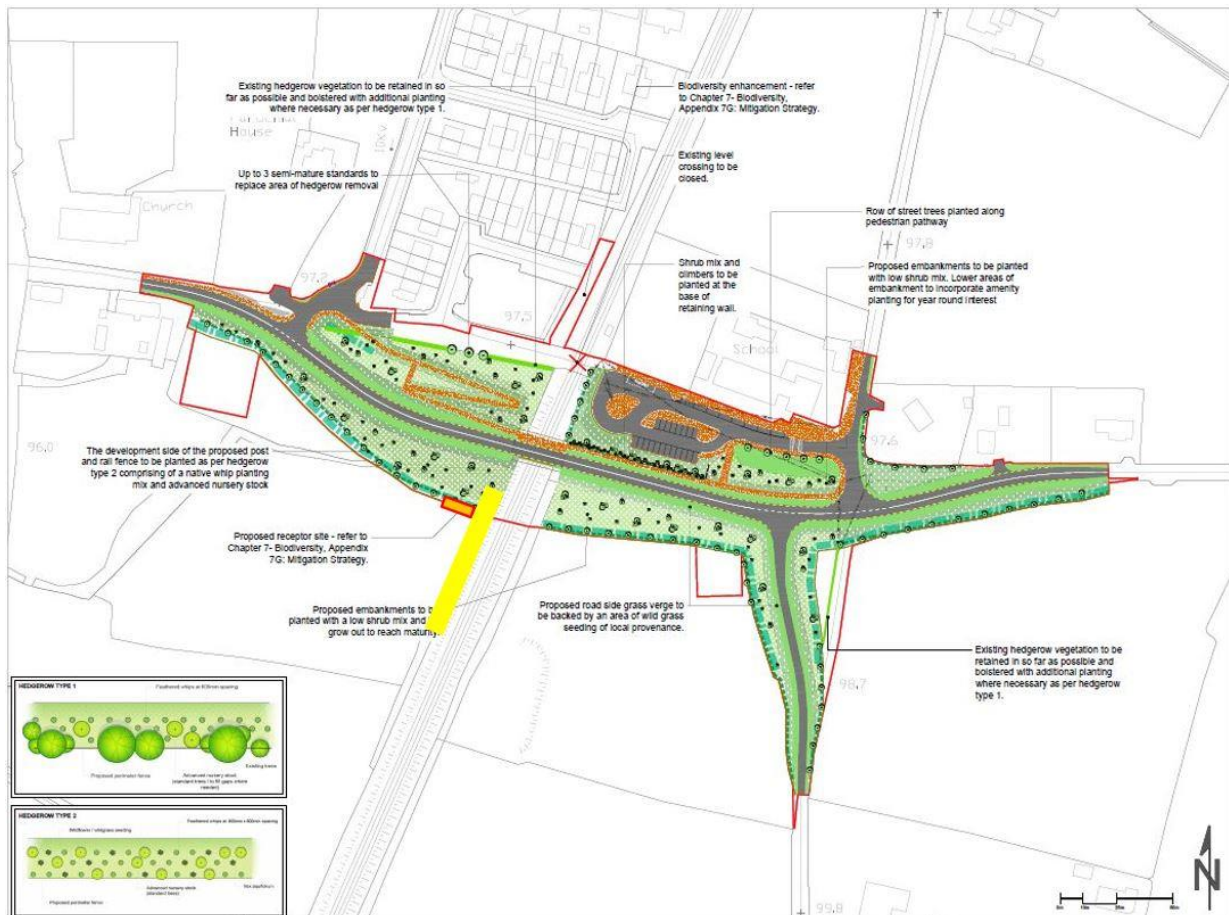 Existing hedgerow vegetation to be retained in so
far as possible and bolstered with additional planting
where necessary as per hedgerow type 1.
House
Up to 3 semi-mature standards to
replace area of hedgerow removal
Church
97.2
97.5
Biodiversity enhancement - refer
to Chapter 7- Biodiversity,
Appendix 7G: Mitigation Strategy.
Existing level
crossing to be
closed.
Row of street trees planted along
pedestrian pathway
97.8
Shrub mix and
climbers to be
planted at the
base of
retaining wall.
Proposed embankments to be planted
with low shrub mix. Lower areas of
embankment to incorporate amenity
planting for year round interest
School
97.6
96.0
The development side of the proposed post
and rail fence to be planted as per hedgerow
type 2 comprising of a native whip planting
mix and advanced nursery stock
Proposed receptor site - refer to
Chapter 7- Biodiversity, Appendix
7G: Mitigation Strategy.
Proposed embankments to
planted with a low shrub mix and
grow out to reach maturity.
Proposed road side grass verge to
be backed by an area of wild grass
seeding of local provenance.
Existing hedgerow vegetation to be
retained in so far as possible and
bolstered with additional planting
where necessary as per hedgerow
type 1.
98.7
99.8
HEDGEROW TYPE 1
Proposed perimeter fence
Advanced nursery stock
HEDGEROW TYPE 2
Advanced nursery stock
(standard trees)
Proposed perimeter fence
N